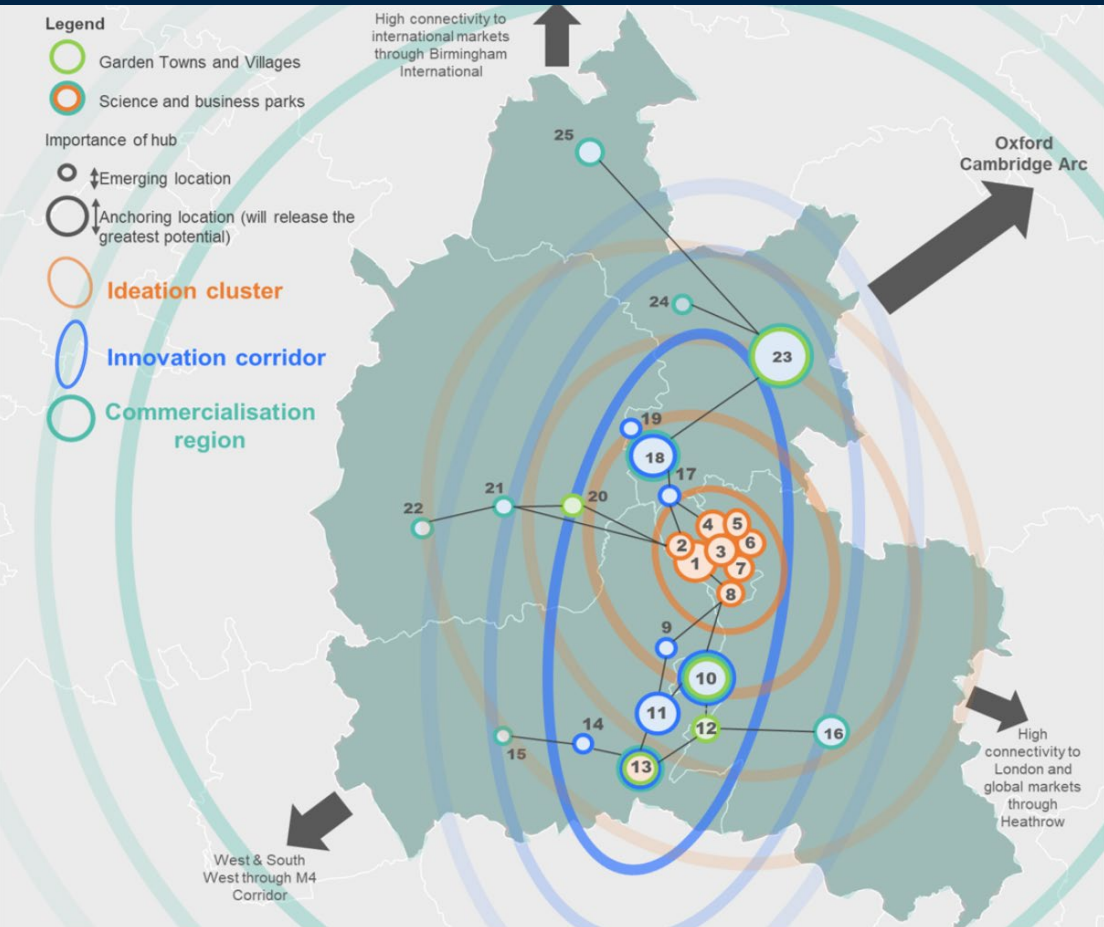 Legend
Garden Towns and Villages
Science and business parks
Importance of hub
Emerging location
Anchoring location (will release the
greatest potential)
Ideation cluster
Innovation corridor
Commercialisation
region
High connectivity to
international markets
through Birmingham
International
Oxford
Cambridge Arc
25
24
23
19
18
17
20
21
22
4
5
2
3
6
1
7
8
9
10
11
12
13
14
15
16
High
connectivity to
London and
global markets
through
Heathrow
West & South
West through M4
Corridor